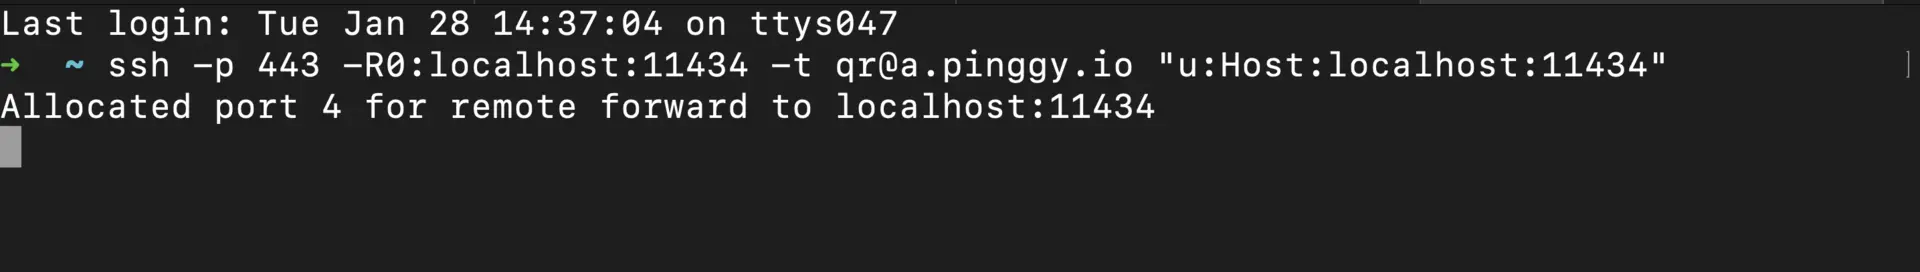 Last login: Tue Jan 28 14:37:04 on ttys047
➜ ~ ssh -p 443 -R0:localhost:11434 -t qr@a.pinggy.io "u:Host:localhost:11434"
Allocated port 4 for remote forward to localhost:11434